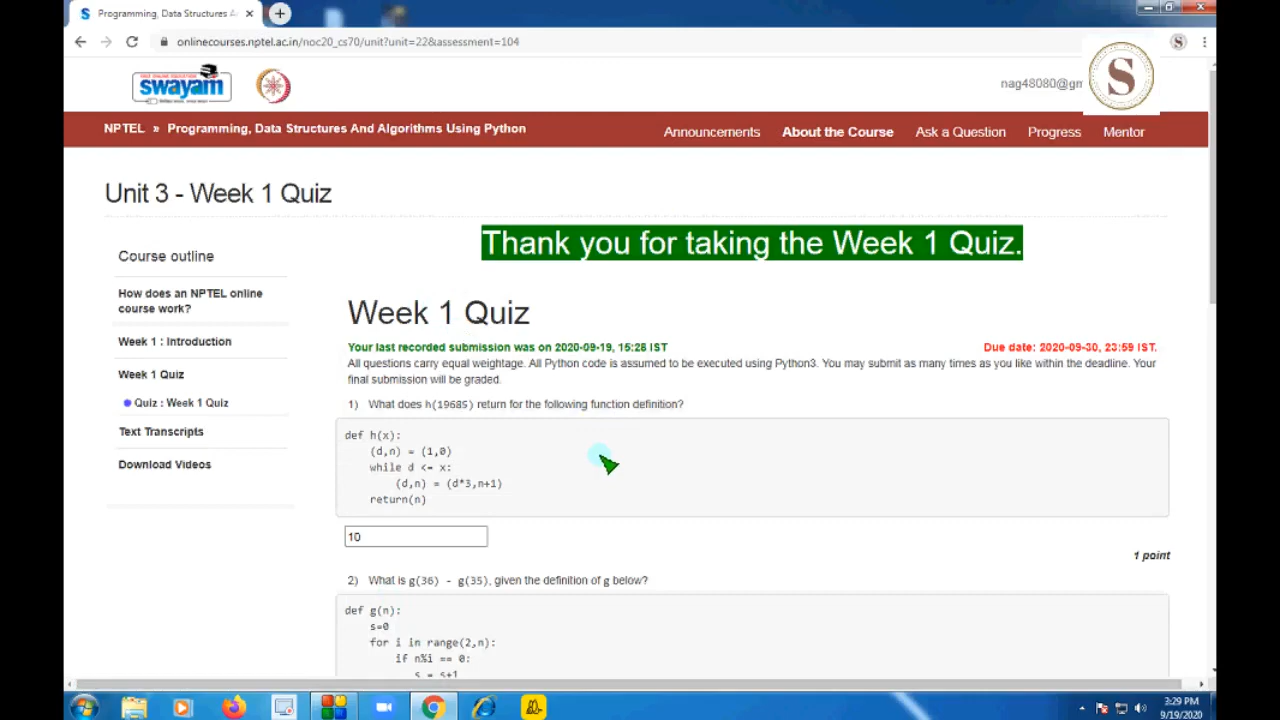 Programming, Data Structures A
onlinecourses.nptel.ac.in/noc20_cs70/unit?unit=22&assessment=104
S
swayam
nag48080@gm
S
NPTEL » Programming, Data Structures And Algorithms Using Python
Announcements About the Course Ask a Question Progress Mentor
Unit 3 - Week 1 Quiz
Thank you for taking the Week 1 Quiz.
Course outline
How does an NPTEL online
course work?
Week 1 : Introduction
Week 1 Quiz
Quiz : Week 1 Quiz
Text Transcripts
Download Videos
Week 1 Quiz
Your last recorded submission was on 2020-09-19, 15:28 IST Due date: 2020-09-30, 23:59 IST.
All questions carry equal weightage. All Python code is assumed to be executed using Python3. You may submit as many times as you like within the deadline. Your
final submission will be graded.
1) What does h(19685) return for the following function definition?
def h(x):
(d,n) = (1,0)
while d <= x:
(d,n) = (d*3,n+1)
return(n)
10
1 point
2) What is g(36) - g(35), given the definition of g below?
def g(n):
s=0
for i in range(2,n):
if n%i == 0:
s = s+1
3:29 PM
9/19/2020